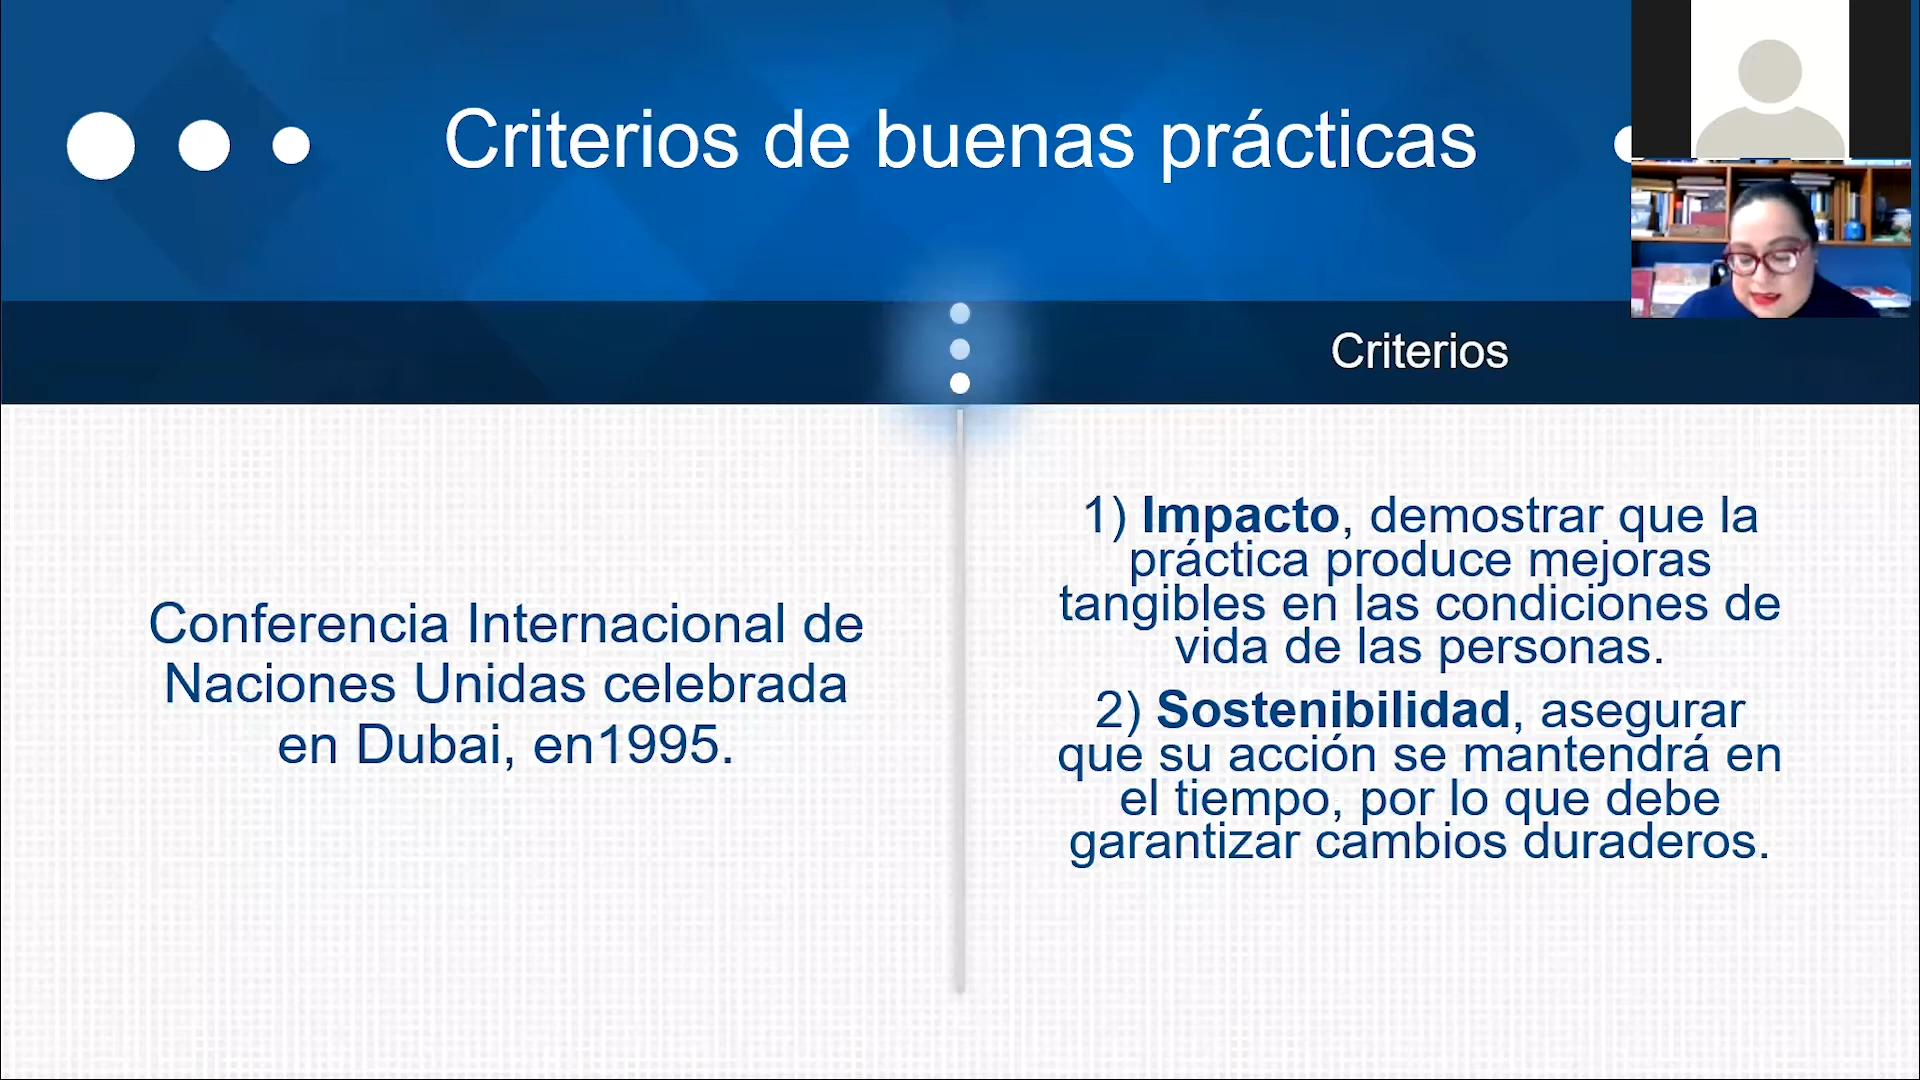 Criterios de buenas prácticas
Criterios
Conferencia Internacional de
Naciones Unidas celebrada
en Dubai, en1995.
1) Impacto, demostrar que la
práctica produce mejoras
tangibles en las condiciones de
vida de las personas.
2) Sostenibilidad, asegurar
que su acción se mantendrá en
el tiempo, por lo que debe
garantizar cambios duraderos.